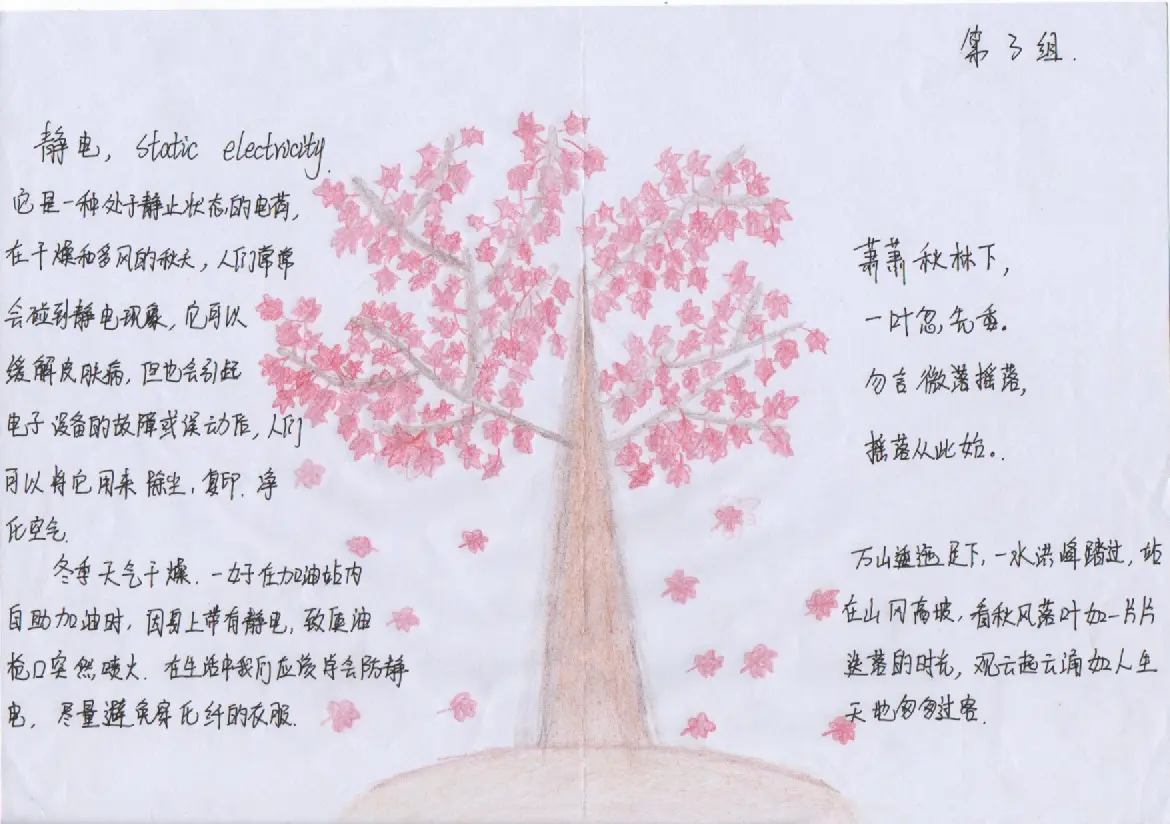 第3组.
静电, static electricity.
它是一种处于静止状态的电荷,
在干燥和多风的秋天, 人们常常
会碰到静电现象, 它可以
缓解皮肤病, 但也会引起
电子设备的故障或误动作, 人们
可以将它用来除尘, 复印. 净
化空气.
冬季天气干燥. 一女子在加油站内
自助加油时, 因身上带有静电, 致使油
枪口突然喷火. 在生活中我们应该学会防静
电, 尽量避免穿化纤的衣服.
萧萧秋林下,
一叶忽先委。
勿言微落摇落,
摇落从此始。
万山 足下, 一水洪峰踏过, 站
在山冈高坡, 看秋风落叶如一片片
迭落的时光, 观云起云涌如人生
天地匆匆过客.